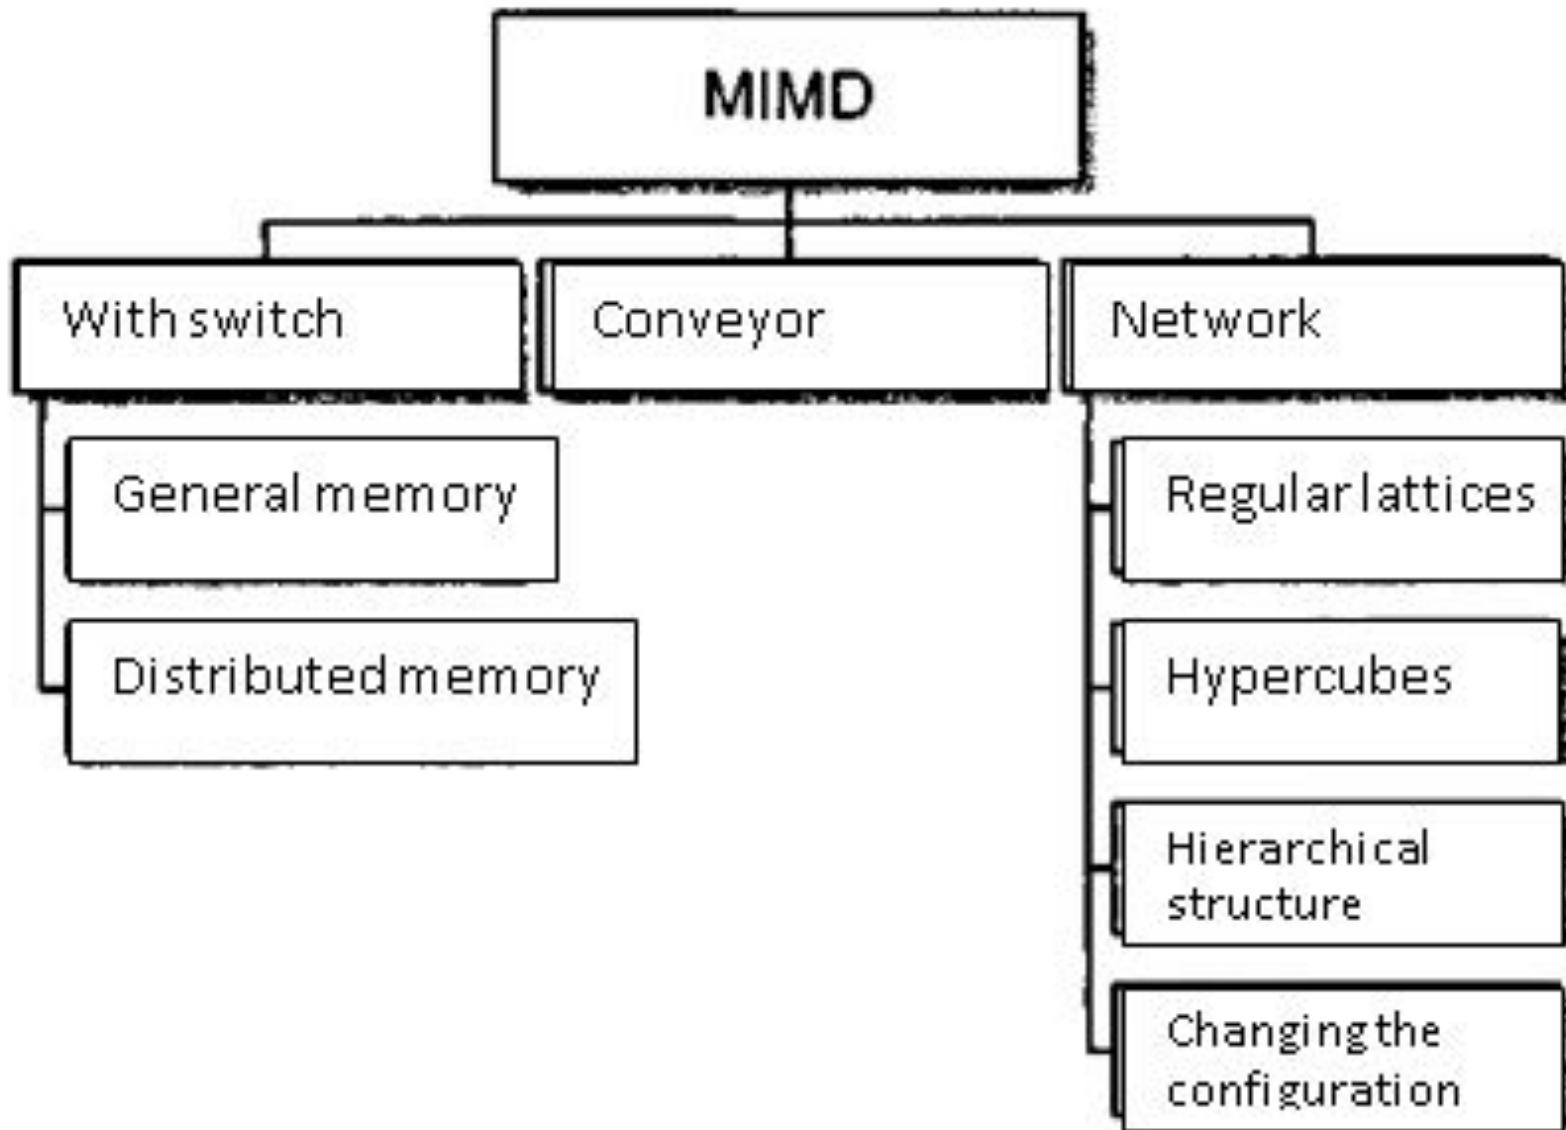 MIMD
With switch
Conveyor
Network
General memory
Distributed memory
Regular lattices
Hypercubes
Hierarchical
structure
Changing the
configuration